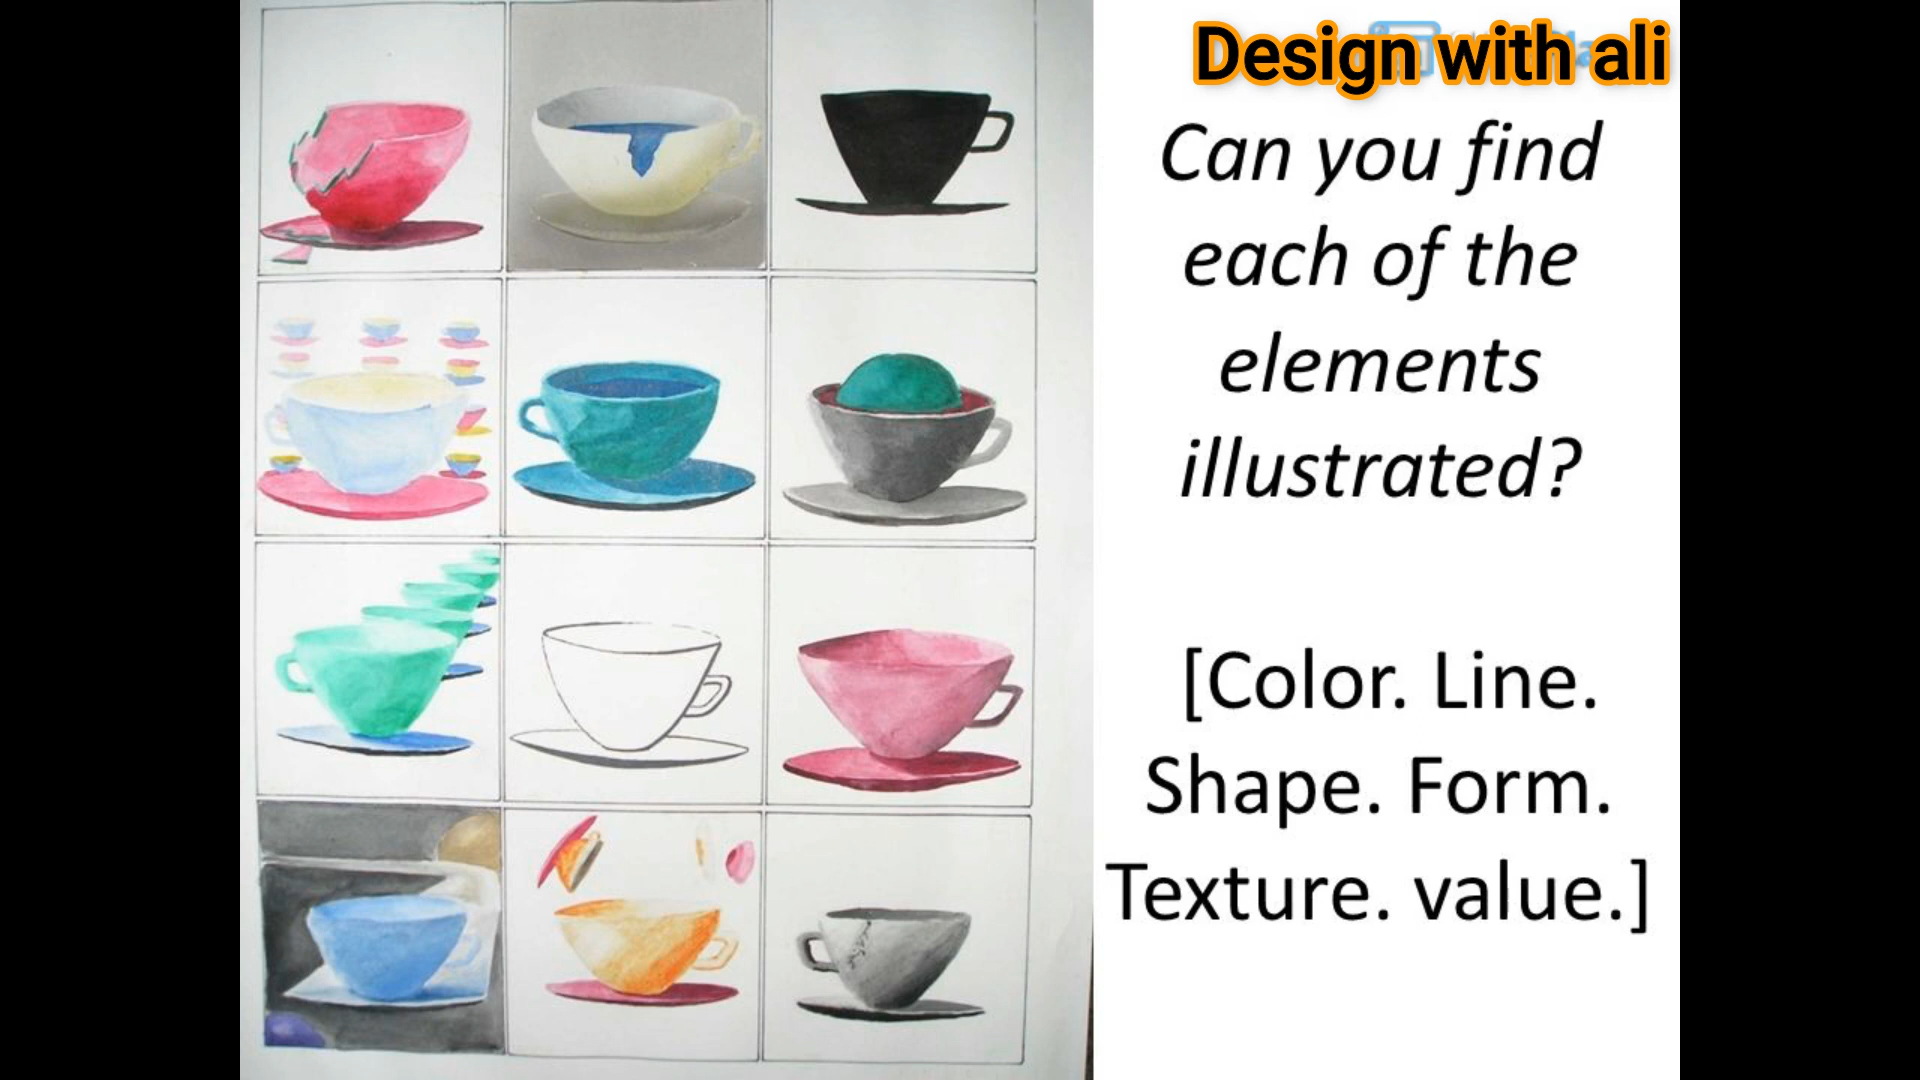 Design with ali
Can you find
each of the
elements
illustrated?
[Color. Line.
Shape. Form.
Texture. value.]